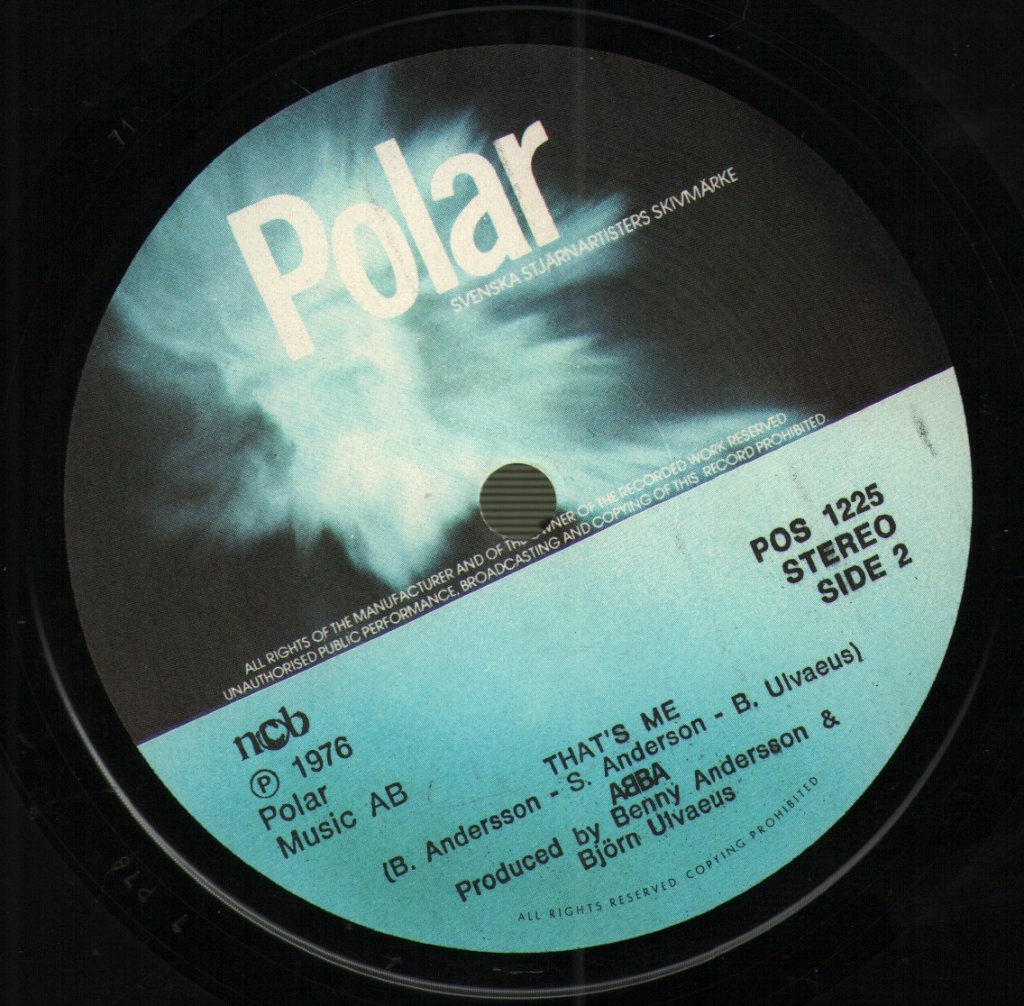 Polar
SVENSKA STJÄRNARTISTERS SKIVMÄRKE
ALL RIGHTS OF THE MANUFACTURER AND OF THE OWNER OF THE RECORDED WORK RESERVED
UNAUTHORISED PUBLIC PERFORMANCE, BROADCASTING AND COPYING OF THIS RECORD PROHIBITED.
POS 1225
STEREO
SIDE 2
ncb
℗ 1976
Polar
Music AB
THAT'S ME
(B. Andersson - S. Anderson - B. Ulvaeus)
ABBA
Produced by Benny Andersson &
Björn Ulvaeus
ALL RIGHTS RESERVED COPYING PROHIBITED
71